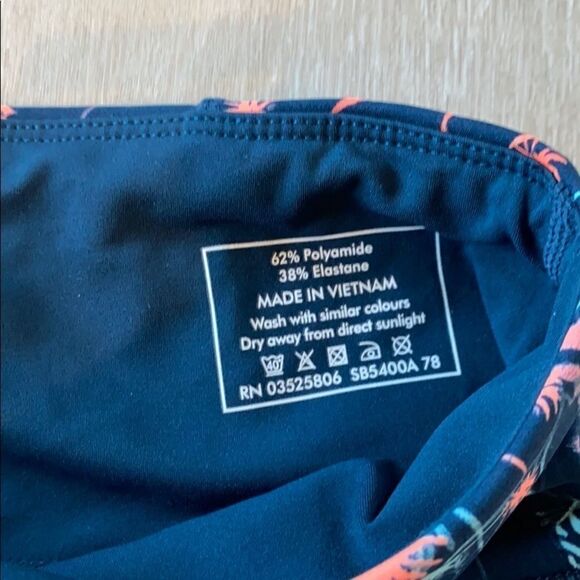 62% Polyamide
38% Elastane
MADE IN VIETNAM
Wash with similar colours
Dry away from direct sunlight
40
RN 03525806 SB5400A 78